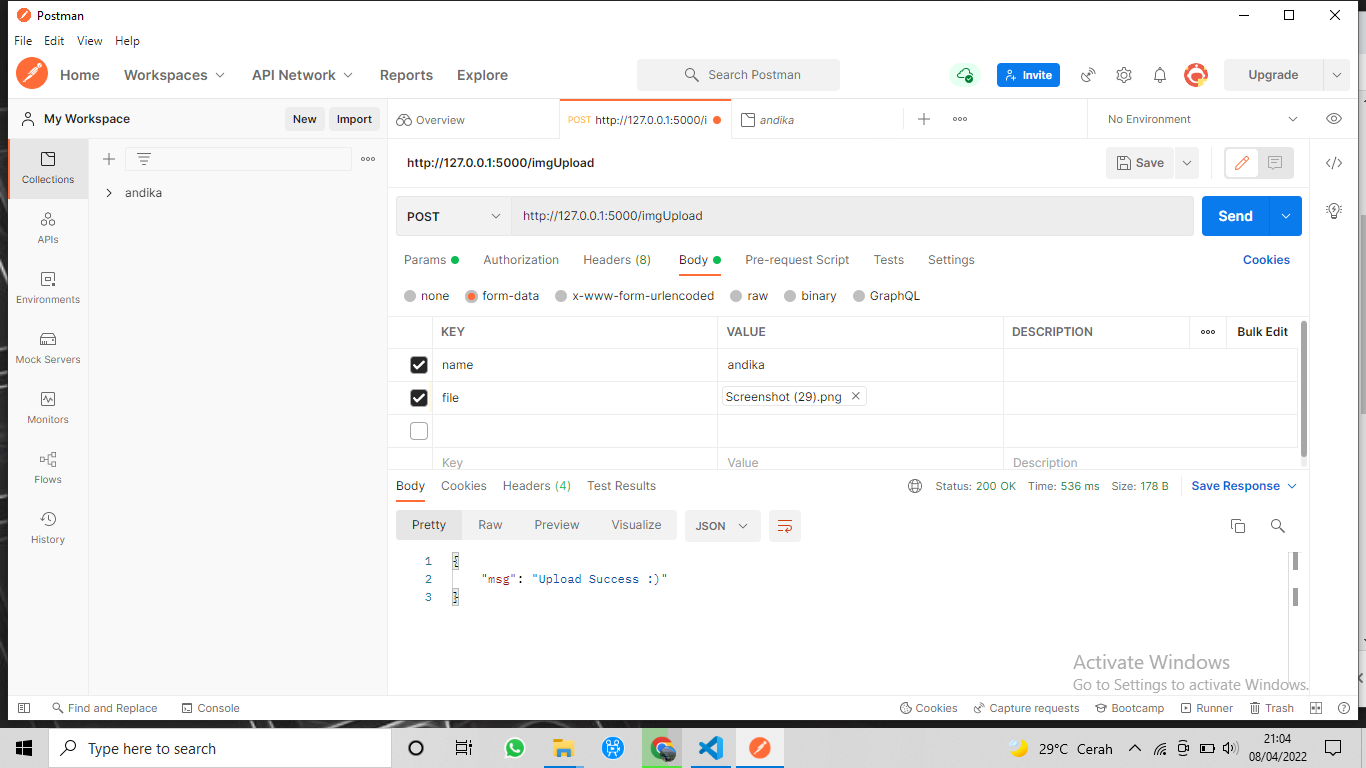 Postman
File Edit View Help
Home Workspaces API Network Reports Explore Search Postman Invite Upgrade
My Workspace New Import Overview POST http://127.0.0.1:5000/i andika No Environment
Collections
APIs
Environments
Mock Servers
Monitors
Flows
History
andika
http://127.0.0.1:5000/imgUpload Save
POST http://127.0.0.1:5000/imgUpload Send
Params Authorization Headers (8) Body Pre-request Script Tests Settings Cookies
none form-data x-www-form-urlencoded raw binary GraphQL
KEY VALUE DESCRIPTION Bulk Edit
name andika
file Screenshot (29).png
Key Value Description
Body Cookies Headers (4) Test Results Status: 200 OK Time: 536 ms Size: 178 B Save Response
Pretty Raw Preview Visualize JSON
1 {
2 "msg": "Upload Success :)"
3 }
Activate Windows
Go to Settings to activate Windows.
Find and Replace Console Cookies Capture requests Bootcamp Runner Trash
Type here to search 29°C Cerah 21:04
08/04/2022